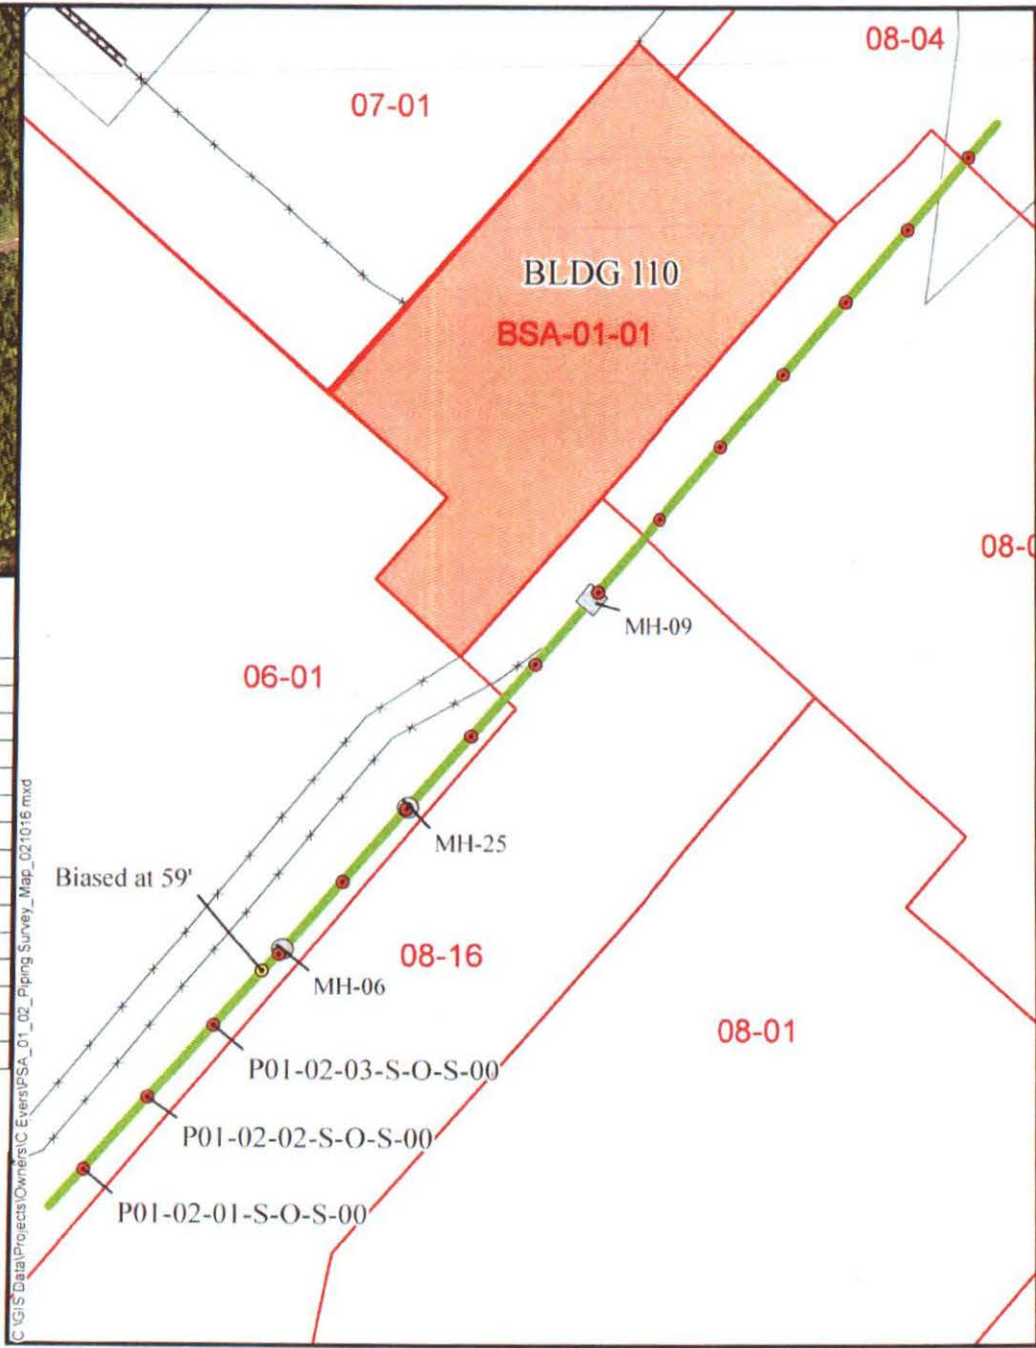 08-04
07-01
BLDG 110
BSA-01-01
08-0
MH-09
06-01
MH-25
Biased at 59'
08-16
MH-06
08-01
P01-02-03-S-O-S-00
P01-02-02-S-O-S-00
P01-02-01-S-O-S-00
C:\GIS Data\Projects\Owners\C Evers\PSA_01_02_Piping Survey_Map_021016.mxd